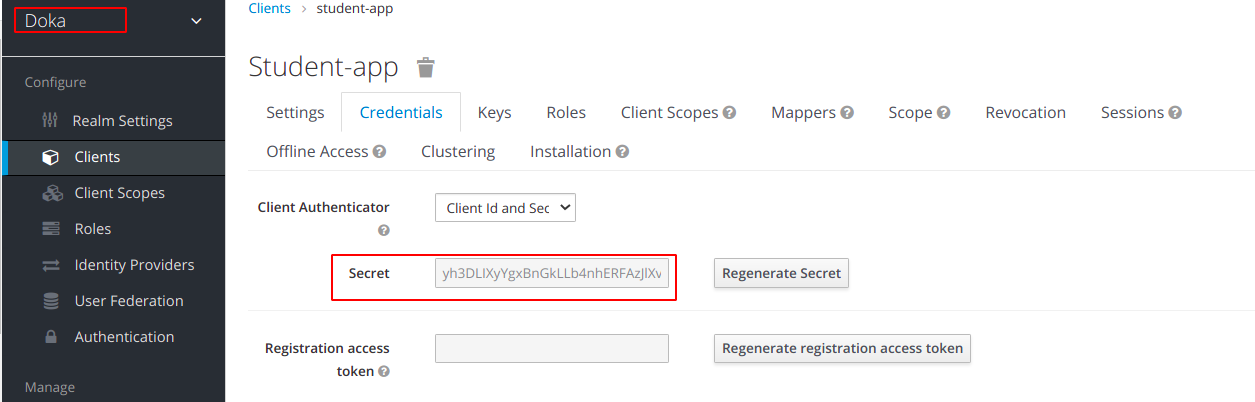 Doka
Clients > student-app
Student-app
Configure
Realm Settings
Clients
Client Scopes
Roles
Identity Providers
User Federation
Authentication
Manage
Settings Credentials Keys Roles Client Scopes Mappers Scope Revocation Sessions
Offline Access Clustering Installation
Client Authenticator Client Id and Sec
Secret yh3DLIXyYgxBnGkLLb4nhERFAzJlXv Regenerate Secret
Registration access token Regenerate registration access token